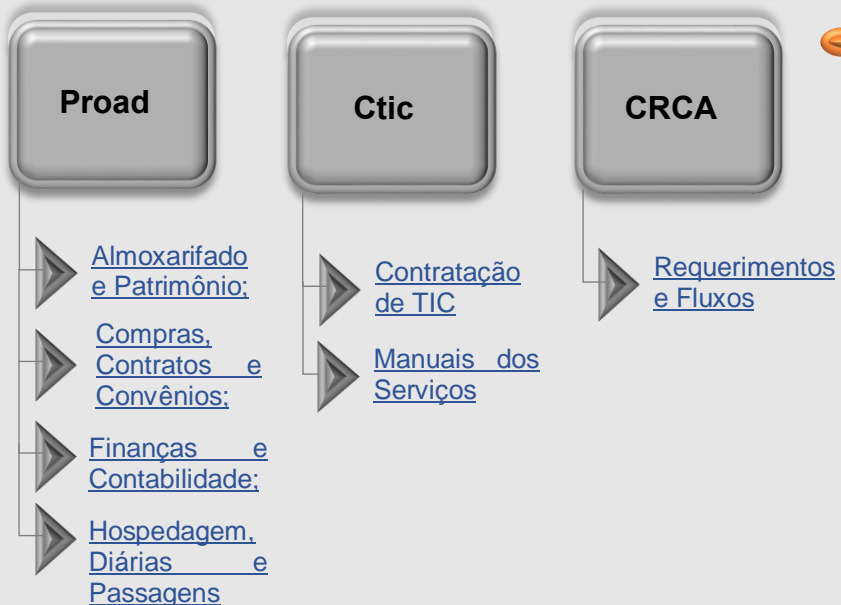 Proad
Almoxarifado
e Patrimônio;
Compras,
Contratos e
Convênios;
Finanças e
Contabilidade;
Hospedagem,
Diárias e
Passagens
Ctic
Contratação
de TIC
Manuais dos
Serviços
CRCA
Requerimentos
e Fluxos